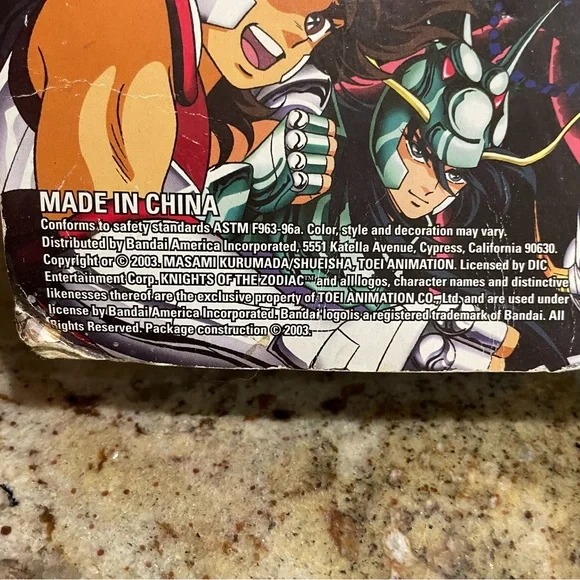 MADE IN CHINA
Conforms to safety standards ASTM F963-96a. Color, style and decoration may vary.
Distributed by Bandai America Incorporated, 5551 Katella Avenue, Cypress, California 90630.
Copyright or © 2003. MASAMI KURUMADA/SHUEISHA, TOEI ANIMATION. Licensed by DIC
Entertainment Corp. KNIGHTS OF THE ZODIAC™ and all logos, character names and distinctive
likenesses thereof are the exclusive property of TOEI ANIMATION CO., Ltd. and are used under
license by Bandai America Incorporated. Bandai logo is a registered trademark of Bandai. All
Rights Reserved. Package construction © 2003.